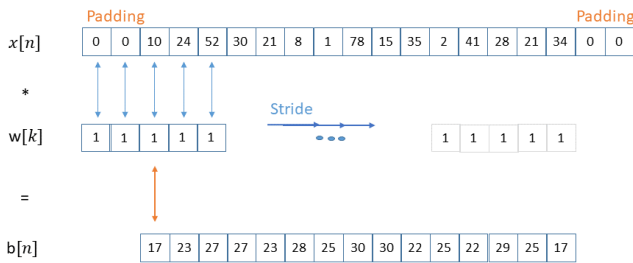 Padding Padding
x[n] 0 0 10 24 52 30 21 8 1 78 15 35 2 41 28 21 34 0 0
*
Stride
w[k] 1 1 1 1 1 1 1 1 1 1
=
b[n] 17 23 27 27 23 28 25 30 30 22 25 22 29 25 17